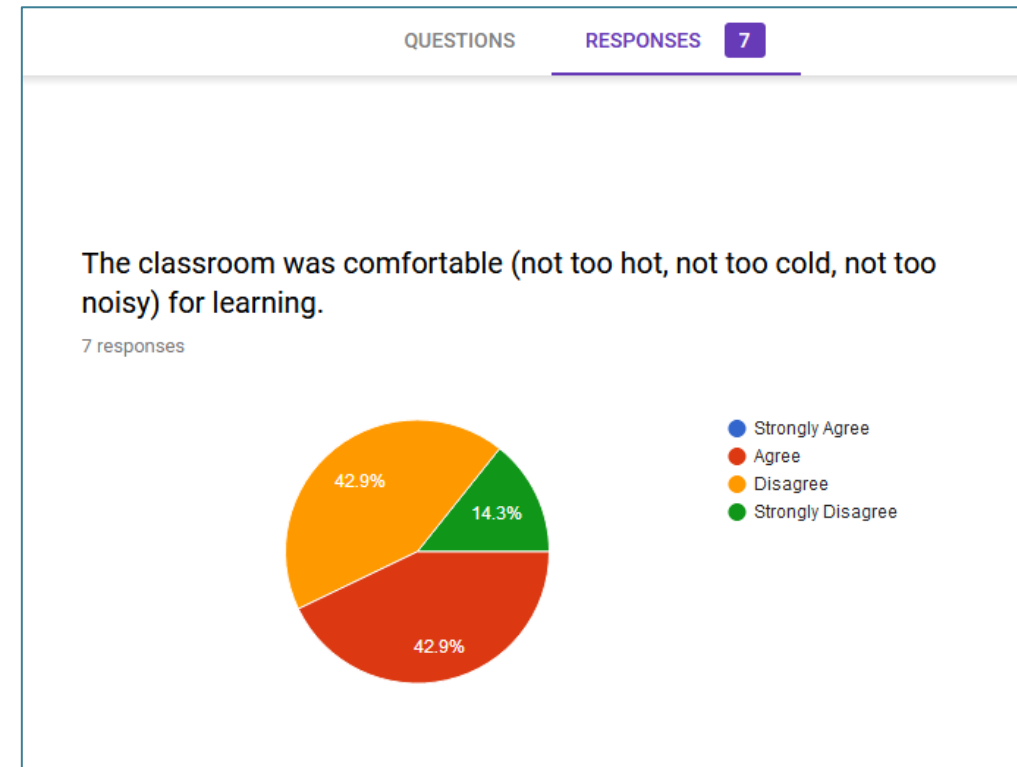 QUESTIONS RESPONSES 7
The classroom was comfortable (not too hot, not too cold, not too
noisy) for learning.
7 responses
42.9%
14.3%
42.9%
Strongly Agree
Agree
Disagree
Strongly Disagree